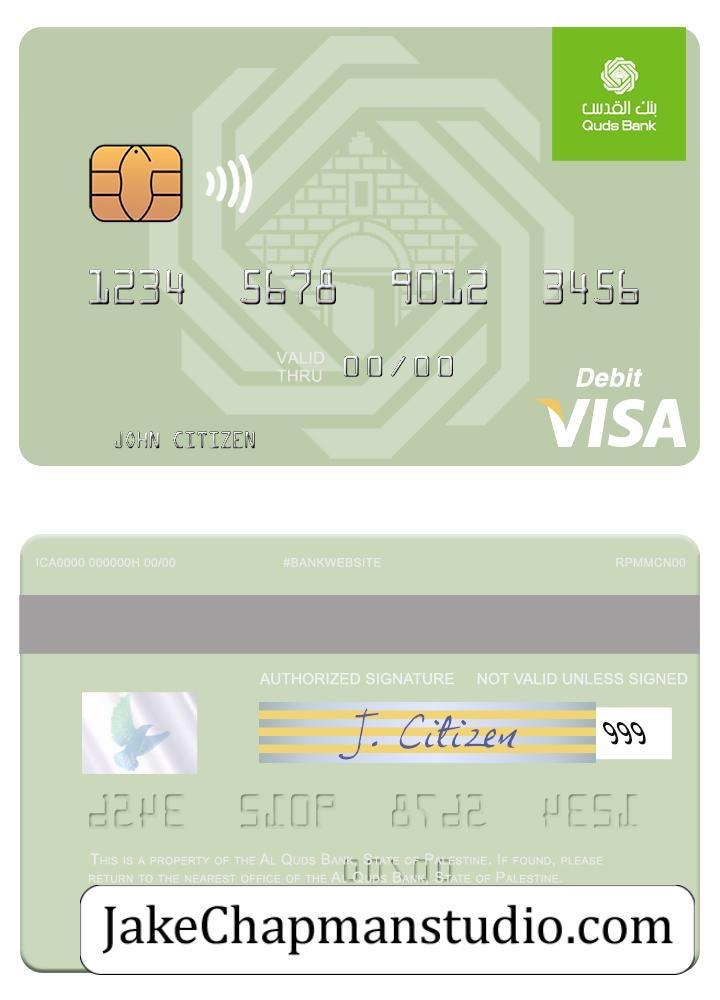 بنك القدس
Quds Bank
1234 5678 9012 3456
VALID
THRU 00/00
Debit
VISA
JOHN CITIZEN
ICA0000 000000H 00/00 #BANKWEBSITE RPMMCN00
AUTHORIZED SIGNATURE NOT VALID UNLESS SIGNED
J. Citizen 999
THIS IS A PROPERTY OF THE AL QUDS BANK, STATE OF PALESTINE. IF FOUND, PLEASE
RETURN TO THE NEAREST OFFICE OF THE AL-QUDS BANK, STATE OF PALESTINE.
JakeChapmanstudio.com